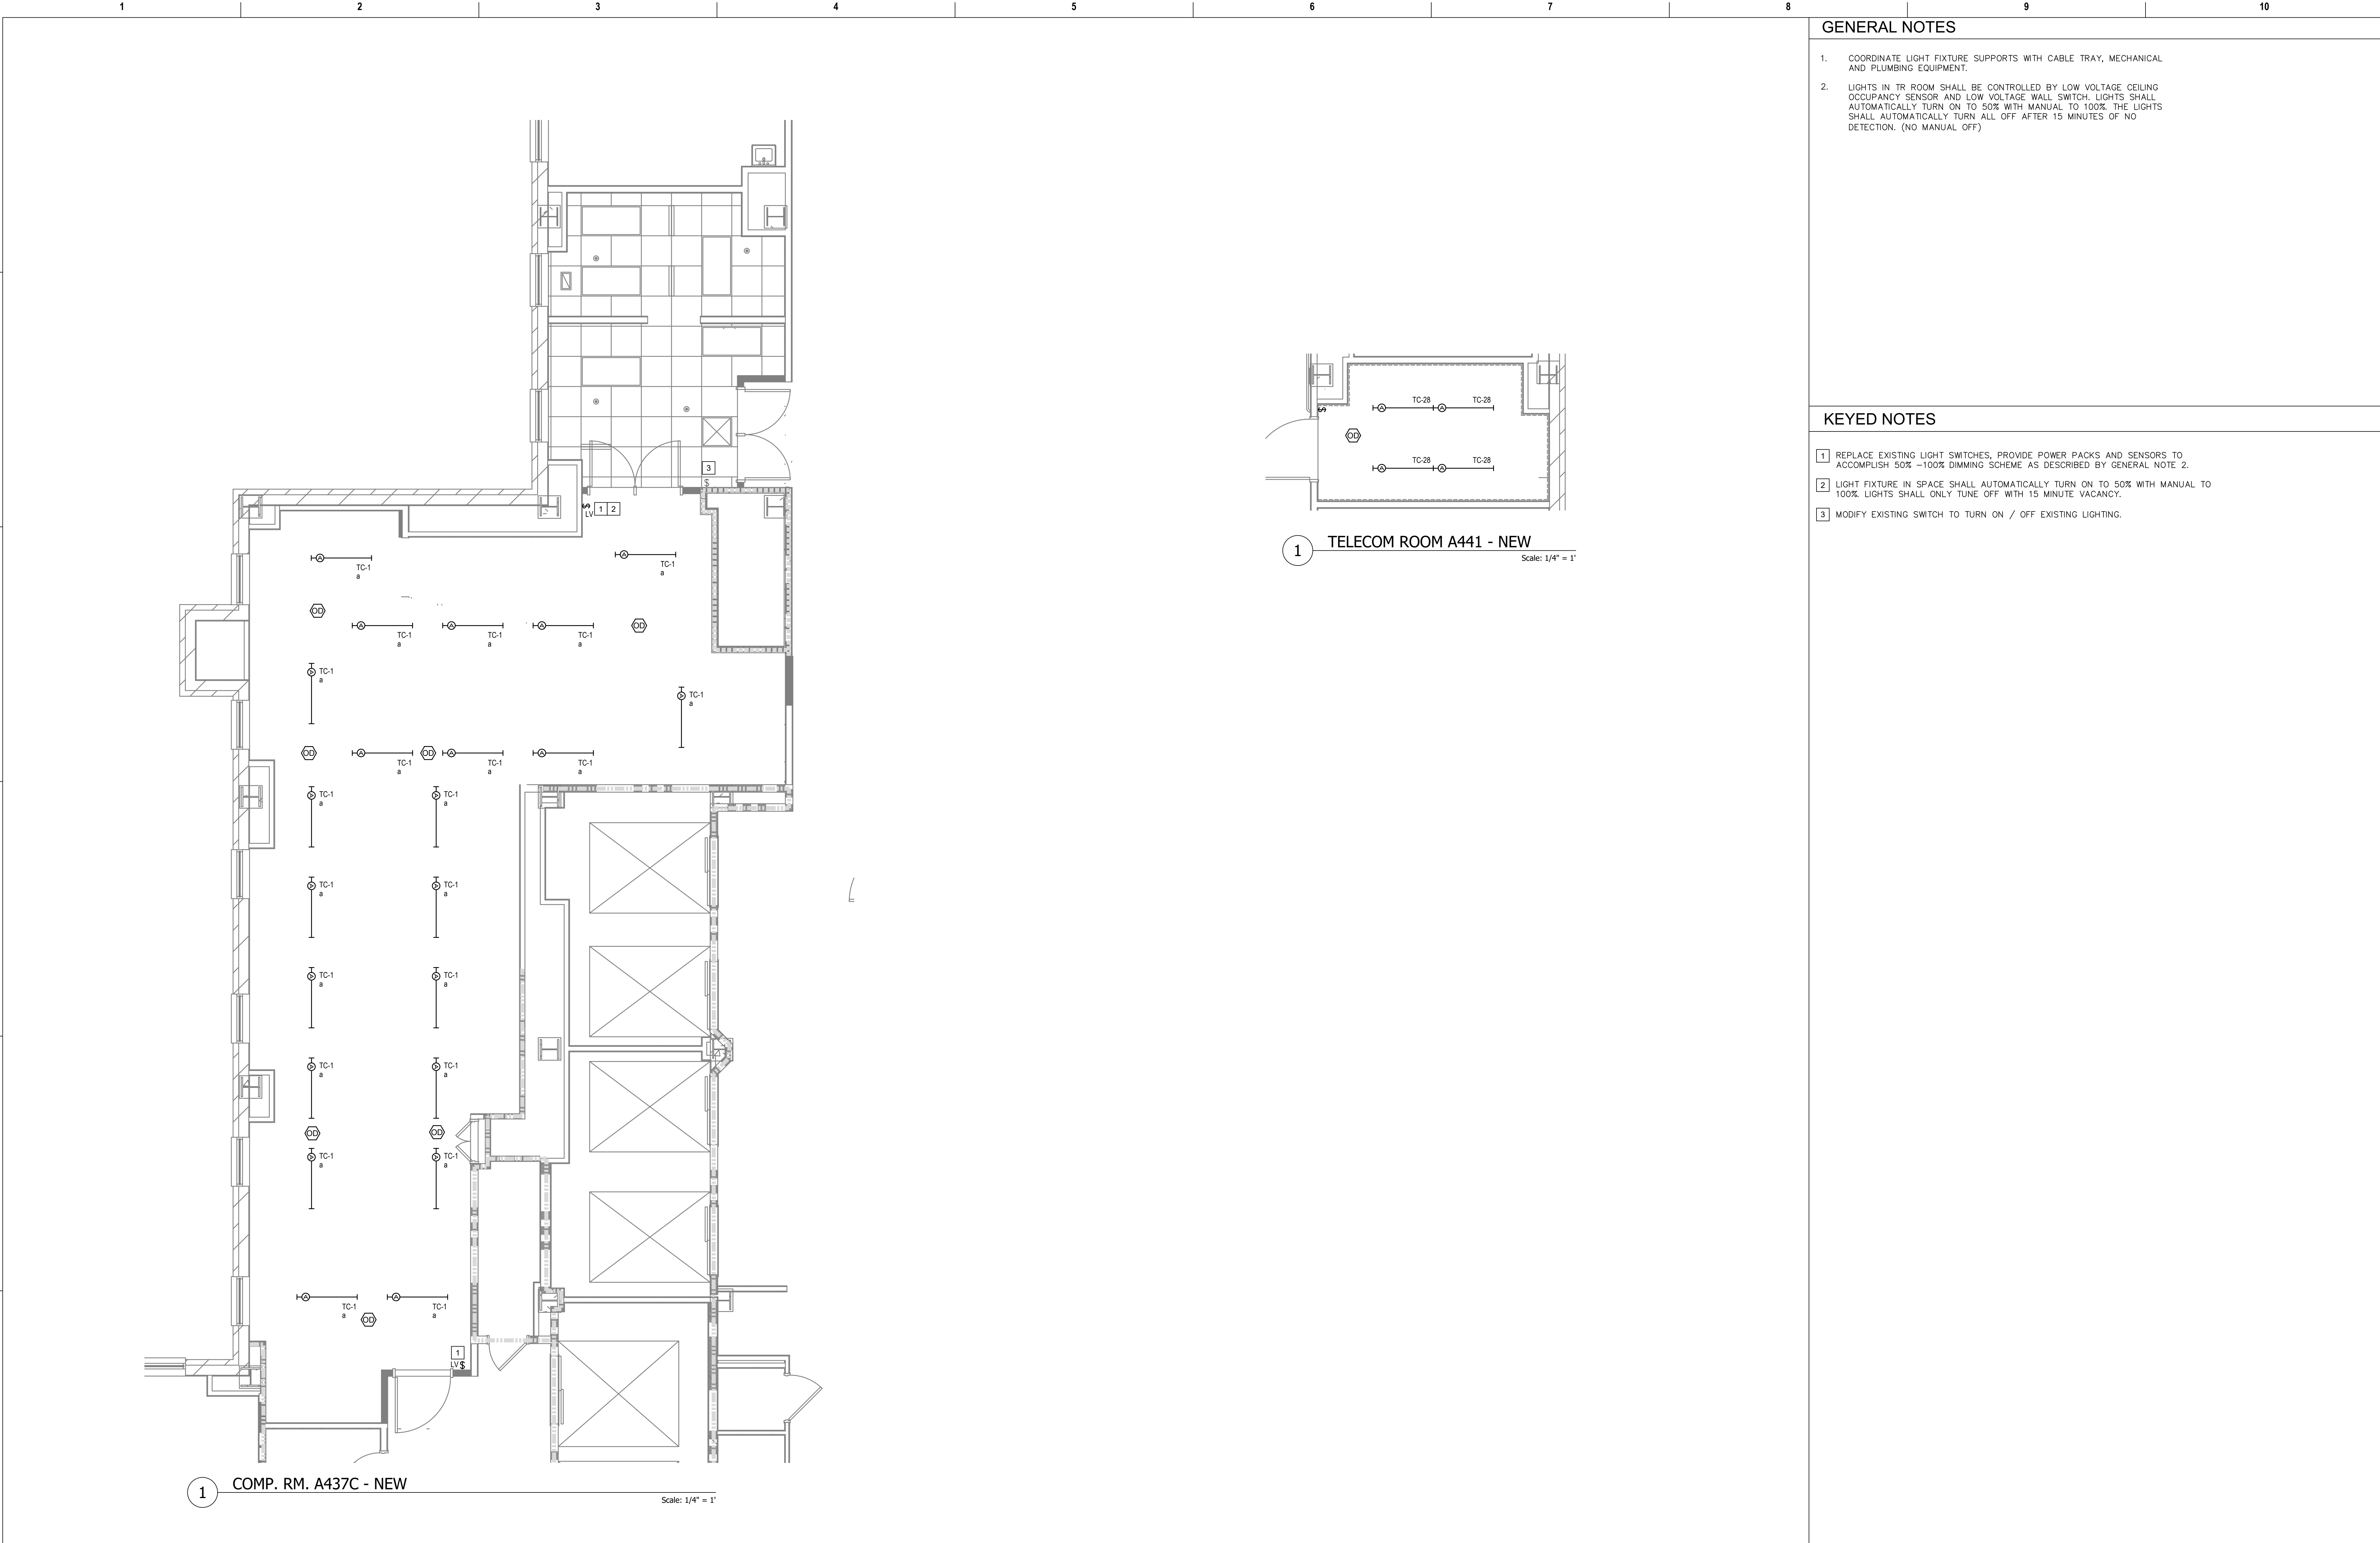 1 2 3 4 5 6 7 8 9 10
GENERAL NOTES
1. COORDINATE LIGHT FIXTURE SUPPORTS WITH CABLE TRAY, MECHANICAL
AND PLUMBING EQUIPMENT.
2. LIGHTS IN TR ROOM SHALL BE CONTROLLED BY LOW VOLTAGE CEILING
OCCUPANCY SENSOR AND LOW VOLTAGE WALL SWITCH. LIGHTS SHALL
AUTOMATICALLY TURN ON TO 50% WITH MANUAL TO 100%. THE LIGHTS
SHALL AUTOMATICALLY TURN ALL OFF AFTER 15 MINUTES OF NO
DETECTION. (NO MANUAL OFF)
KEYED NOTES
1 REPLACE EXISTING LIGHT SWITCHES, PROVIDE POWER PACKS AND SENSORS TO
ACCOMPLISH 50% -100% DIMMING SCHEME AS DESCRIBED BY GENERAL NOTE 2.
2 LIGHT FIXTURE IN SPACE SHALL AUTOMATICALLY TURN ON TO 50% WITH MANUAL TO
100%. LIGHTS SHALL ONLY TUNE OFF WITH 15 MINUTE VACANCY.
3 MODIFY EXISTING SWITCH TO TURN ON / OFF EXISTING LIGHTING.
3
$
$ 1 2
LV
A A
TC-1 TC-1
a a
OD
A A A OD
TC-1 TC-1 TC-1
a a a
A TC-1
a
A TC-1
a
OD A OD A A
TC-1 TC-1 TC-1
a a a
A TC-1 A TC-1
a a
A TC-1 A TC-1
a a
A TC-1 A TC-1
a a
A TC-1 A TC-1
a a
OD OD
A TC-1 A TC-1
a a
A A
TC-1 TC-1
a a
OD
1
LV $
1 COMP. RM. A437C - NEW
Scale: 1/4" = 1'
$ A TC-28 A TC-28
OD
A TC-28 A TC-28
1 TELECOM ROOM A441 - NEW
Scale: 1/4" = 1'